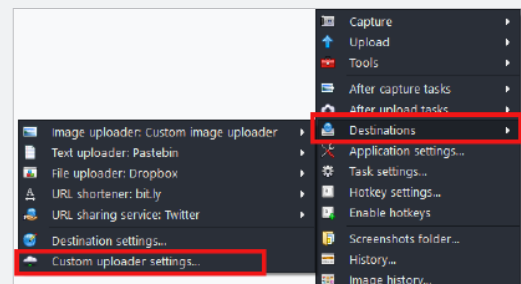 Capture
Upload
Tools
After capture tasks
After upload tasks
Destinations
Application settings...
Task settings...
Hotkey settings...
Enable hotkeys
Screenshots folder...
History...
Image history...
Image uploader: Custom image uploader
Text uploader: Pastebin
File uploader: Dropbox
URL shortener: bit.ly
URL sharing service: Twitter
Destination settings...
Custom uploader settings...